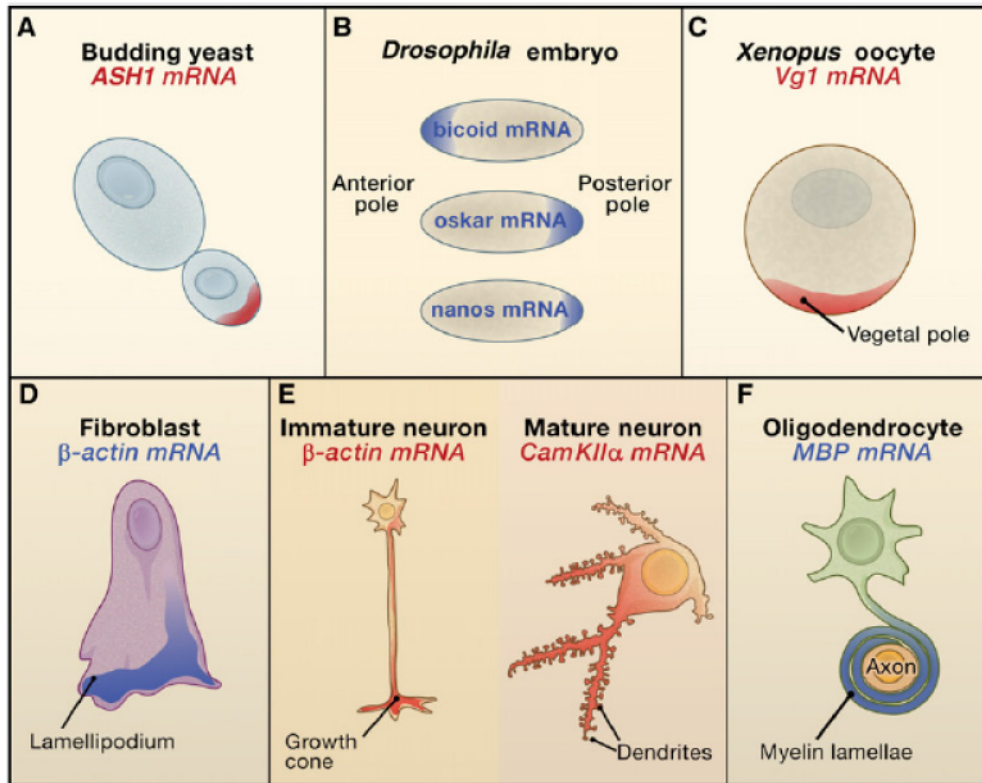 A
Budding yeast
ASH1 mRNA
B
Drosophila embryo
bicoid mRNA
Anterior
pole
Posterior
pole
oskar mRNA
nanos mRNA
C
Xenopus oocyte
Vg1 mRNA
Vegetal pole
D
Fibroblast
β-actin mRNA
Lamellipodium
E
Immature neuron
β-actin mRNA
Growth
cone
Mature neuron
CamKIIα mRNA
Dendrites
F
Oligodendrocyte
MBP mRNA
Axon
Myelin lamellae